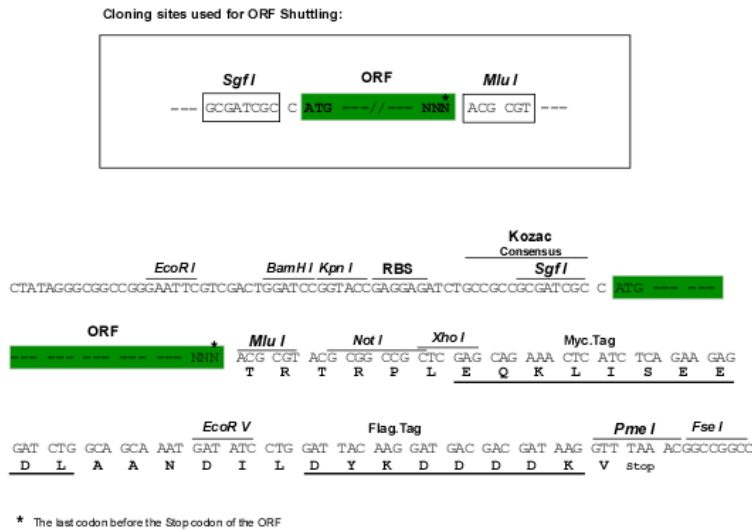 Cloning sites used for ORF Shuttling:
Sgf I ORF Mlu I
*
--- GCGATCGC C ATG ---//--- NNN ACG CGT ---
Kozac
Consensus
EcoR I BamH I Kpn I RBS Sgf I
CTATAGGGCGGCCGGGAATTCGTCGACTGGATCCGGTACCGAGGAGATCTGCCGCCGCGATCGC C ATG --- ---
ORF
* Mlu I Not I Xho I Myc.Tag
--- --- --- --- --- --- NNN ACG CGT ACG CGG CCG CTC GAG CAG AAA CTC ATC TCA GAA GAG
T R T R P L E Q K L I S E E
EcoR V Flag.Tag Pme I Fse I
GAT CTG GCA GCA AAT GAT ATC CTG GAT TAC AAG GAT GAC GAC GAT AAG GTT TAA ACGGCCGGCC
D L A A N D I L D Y K D D D D K V Stop
* The last codon before the Stop codon of the ORF